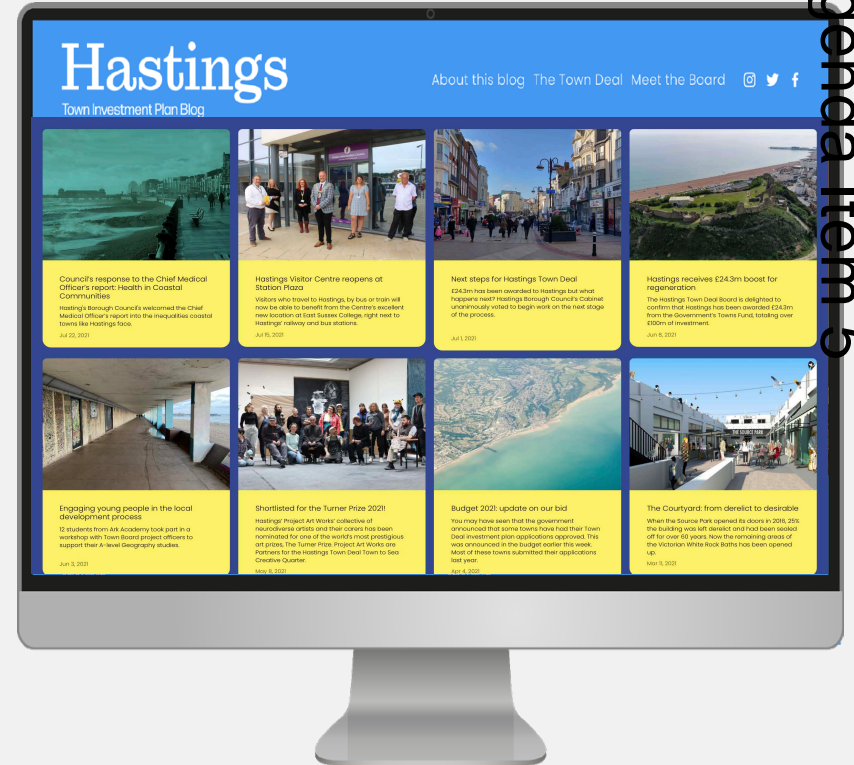 Hastings
Town Investment Plan Blog
About this blog The Town Deal Meet the Board
Council's response to the Chief Medical
Officer's report: Health in Coastal
Communities
Hasting's Borough Council's welcomed the Chief
Medical Officer's report into the inequalities coastal
towns like Hastings face.
Jul 22, 2021
Hastings Visitor Centre reopens at
Station Plaza
Visitors who travel to Hastings, by bus or train will
now be able to benefit from the Centre's excellent
new location at East Sussex College, right next to
Hastings' railway and bus stations.
Jul 15, 2021
Next steps for Hastings Town Deal
£24.3m has been awarded to Hastings but what
happens next? Hastings Borough Council's Cabinet
unanimously voted to begin work on the next stage
of the process.
Jul 1, 2021
Hastings receives £24.3m boost for
regeneration
The Hastings Town Deal Board is delighted to
confirm that Hastings has been awarded £24.3m
from the Government's Towns Fund, totaling over
£100m of investment.
Jun 8, 2021
Engaging young people in the local
development process
12 students from Ark Academy took part in a
workshop with Town Board project officers to
support their A-level Geography studies.
Jun 3, 2021
Shortlisted for the Turner Prize 2021!
Hastings' Project Art Works' collective of
neurodiverse artists and their carers has been
nominated for one of the world's most prestigious
art prizes, The Turner Prize. Project Art Works are
Partners for the Hastings Town Deal Town to Sea
Creative Quarter.
May 8, 2021
Budget 2021: update on our bid
You may have seen that the government
announced that some towns have had their Town
Deal investment plan applications approved. This
was announced in the budget earlier this week.
Most of these towns submitted their applications
last year.
Apr 4, 2021
THE SOURCE PARK
The Courtyard: from derelict to desirable
When the Source Park opened its doors in 2016, 25%
the building was left derelict and had been sealed
off for over 60 years. Now the remaining areas of
the Victorian White Rock Baths has been opened
up.
Mar 11, 2021
genda Item 5